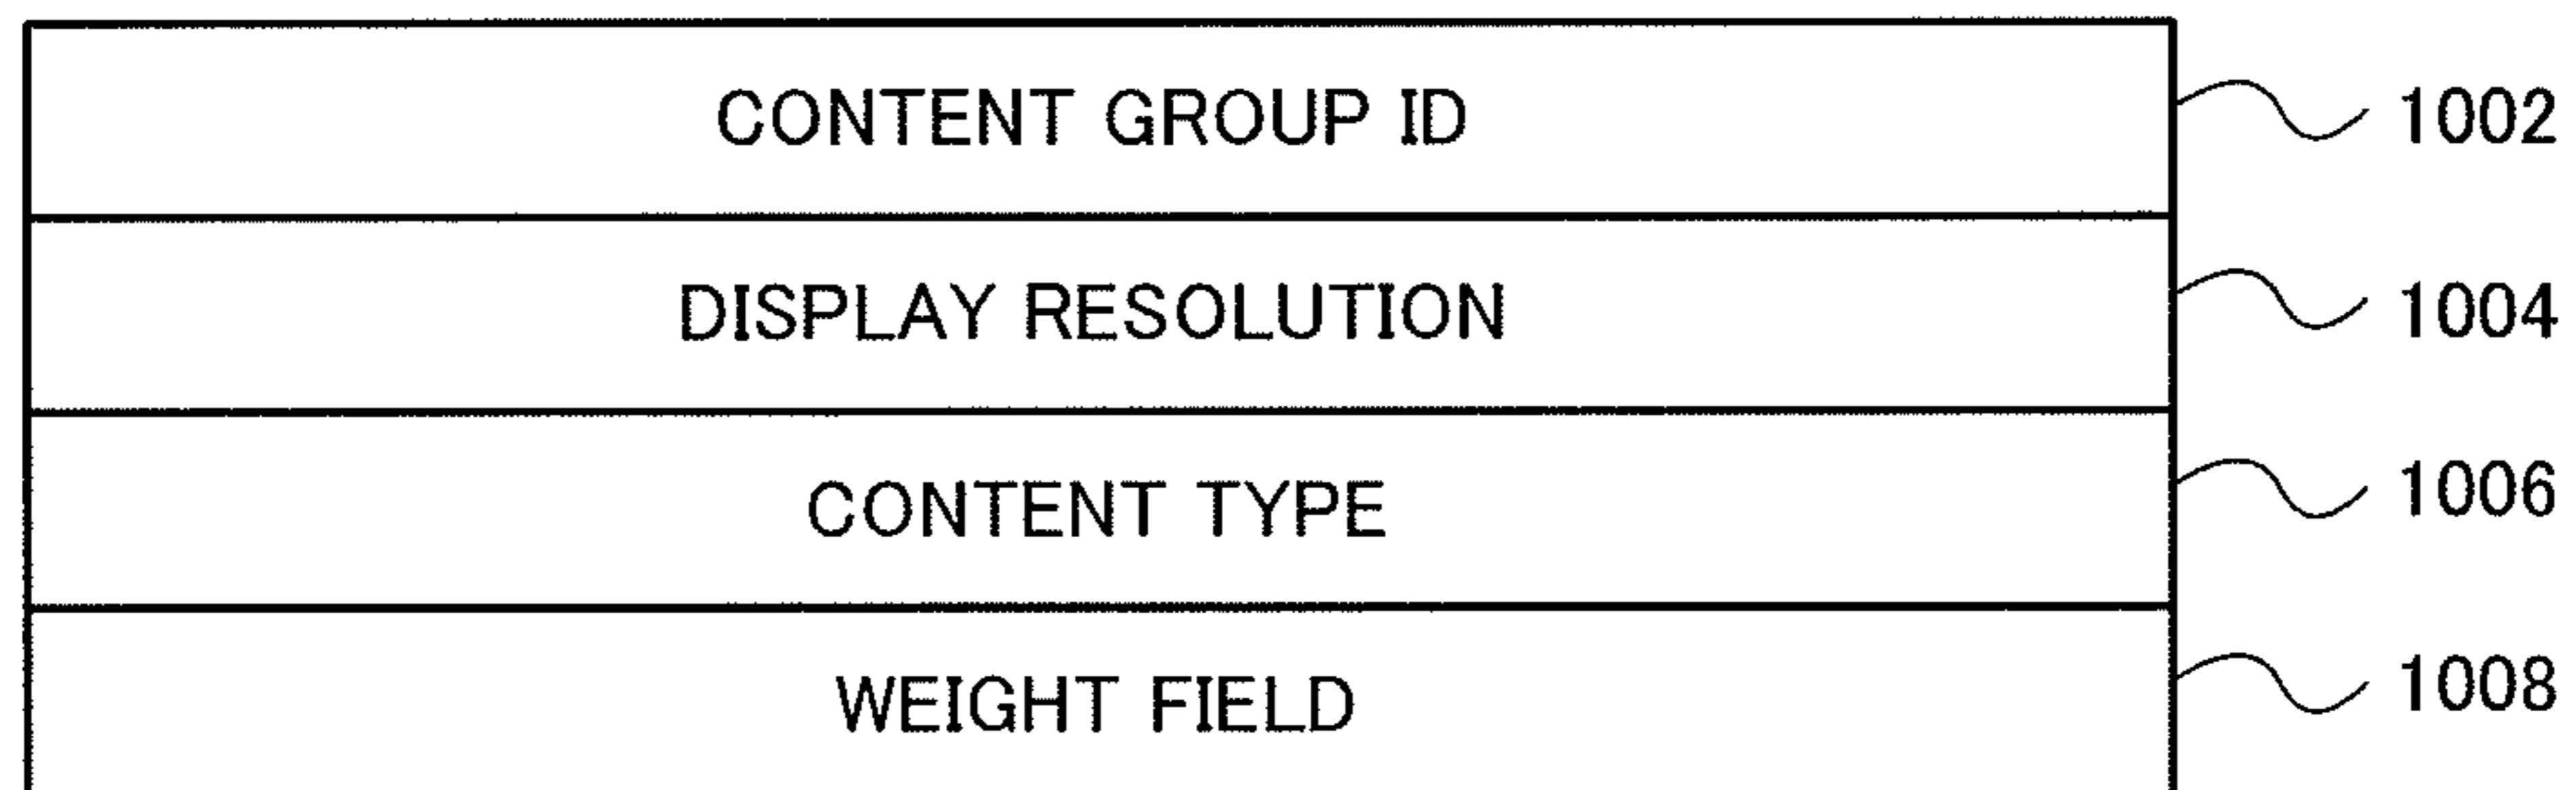 CONTENT GROUP ID 1002
DISPLAY RESOLUTION 1004
CONTENT TYPE 1006
WEIGHT FIELD 1008